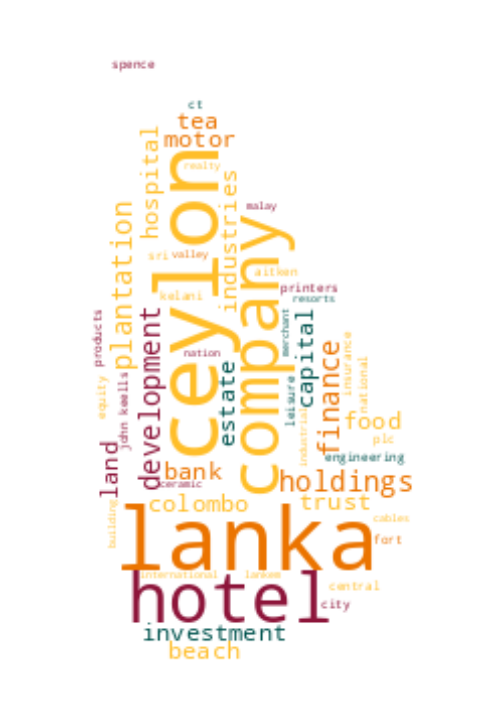 spence
ct
tea
motor
hospital
realty
ceylon
industries
plantation
malay
company
sri
valley
aitken
kelani
printers
resorts
products
development
merchant
capital
nation
insurance
national
estate
finance
john keells
equity
leisure
industrial
food
plc
land
engineering
bank
ceramic
holdings
colombo
trust
building
lanka
cables
fort
international
lankem
hotel
central
city
investment
beach